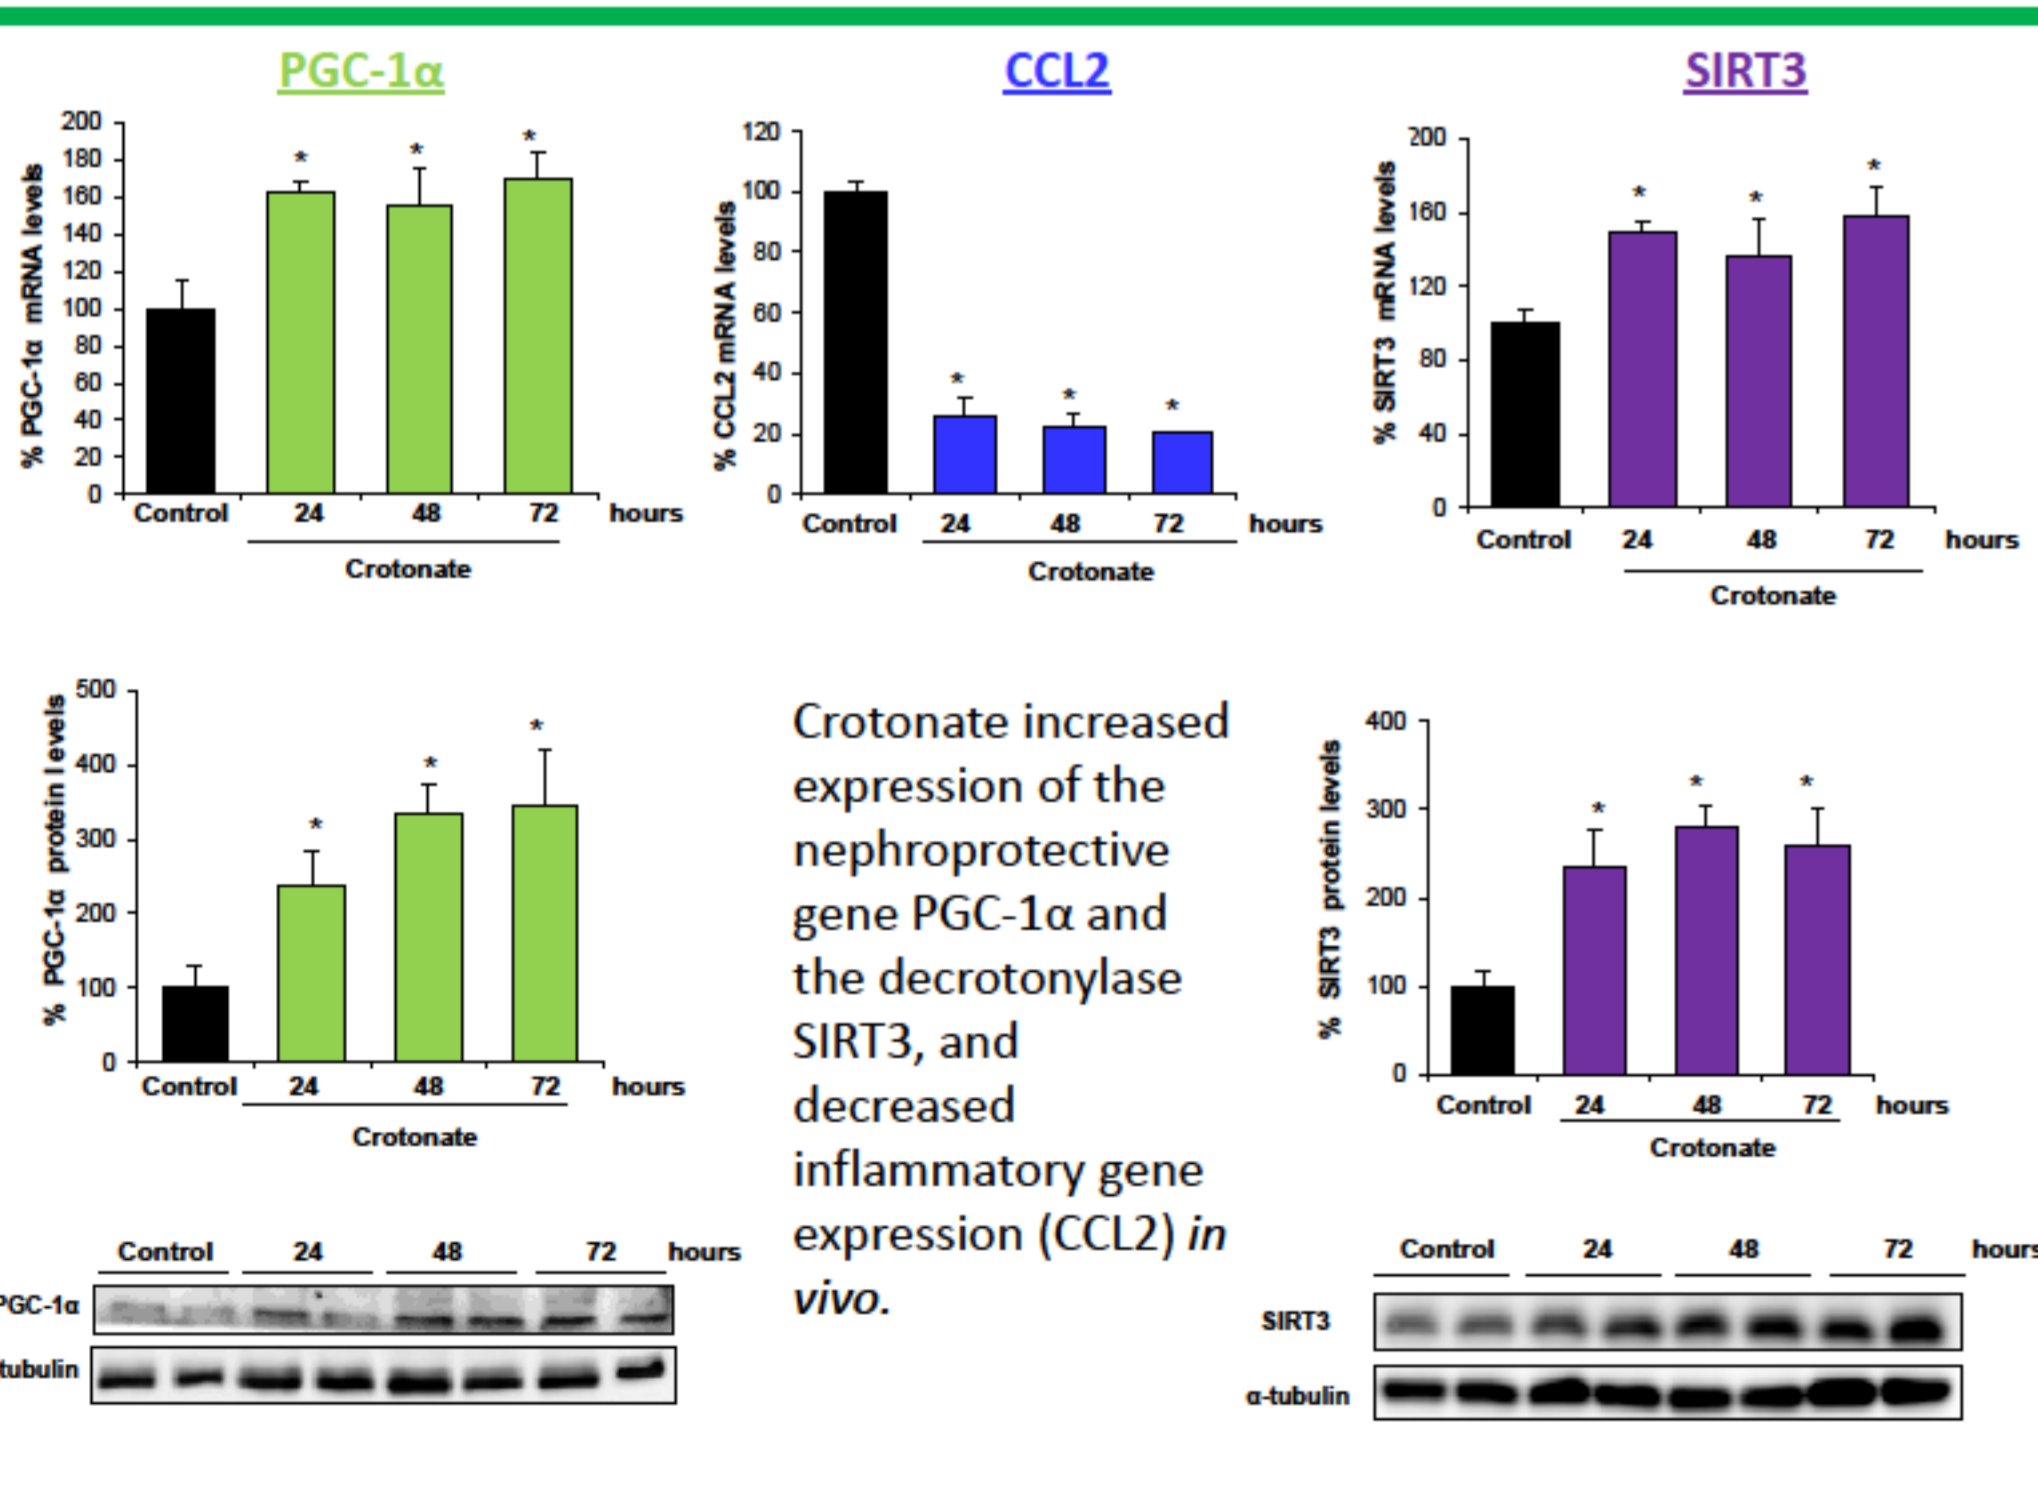 PGC-1α
CCL2
SIRT3
% PGC-1α mRNA levels
200
180
160
140
120
100
80
60
40
20
0
*
*
*
Control 24 48 72 hours
Crotonate
% CCL2 mRNA levels
120
100
80
60
40
20
0
*
*
*
Control 24 48 72 hours
Crotonate
% SIRT3 mRNA levels
200
160
120
80
40
0
*
*
*
Control 24 48 72 hours
Crotonate
% PGC-1α protein levels
500
400
300
200
100
0
*
*
*
Control 24 48 72 hours
Crotonate
Crotonate increased
expression of the
nephroprotective
gene PGC-1α and
the decrotonylase
SIRT3, and
decreased
inflammatory gene
expression (CCL2) in
vivo.
% SIRT3 protein levels
400
300
200
100
0
*
*
*
Control 24 48 72 hours
Crotonate
Control 24 48 72 hours
PGC-1α
tubulin
Control 24 48 72 hours
SIRT3
α-tubulin